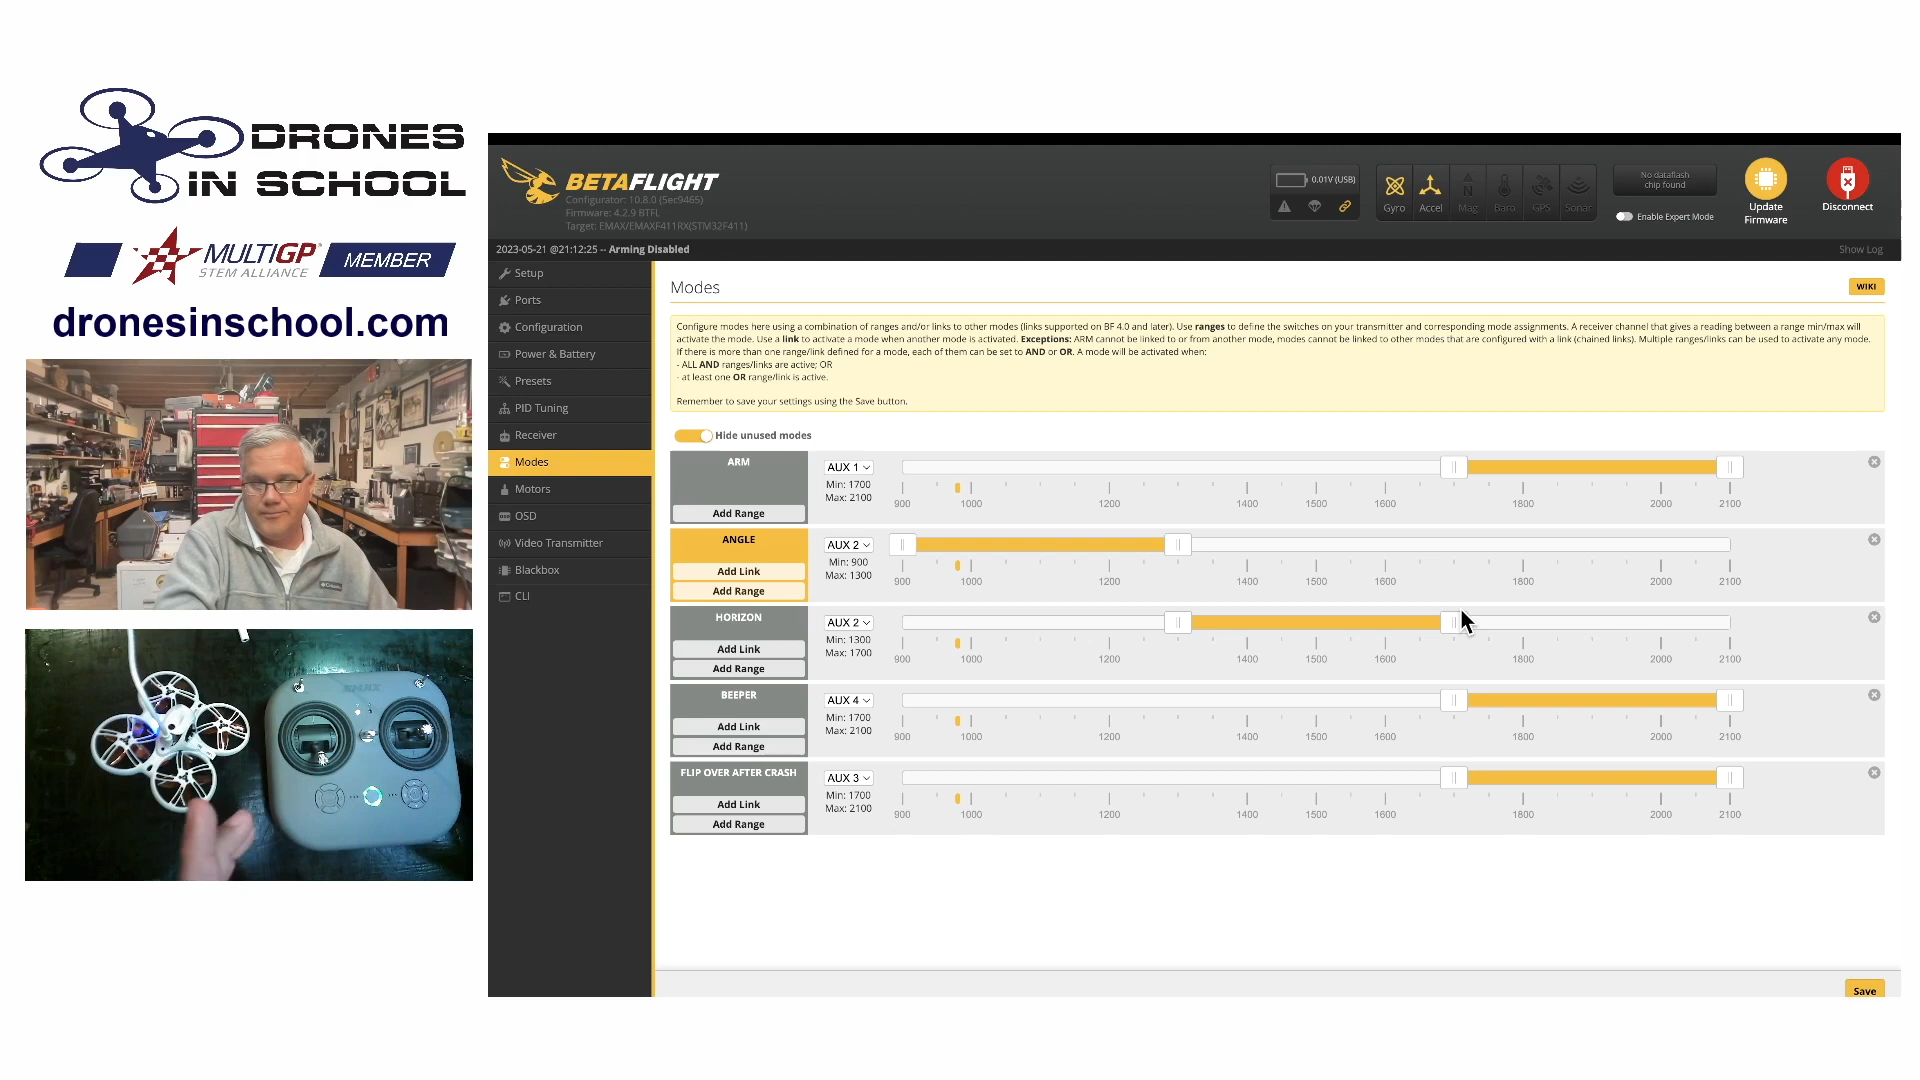 DRONES
IN SCHOOL
MULTIGP
STEM ALLIANCE
MEMBER
dronesinschool.com
BETAFLIGHT
Configurator: 10.8.0 (5ec9465)
Firmware: 4.2.9 BTFL
Target: EMAX/EMAXF411RX(STM32F411)
0.01V (USB)
Gyro
Accel
Mag
Baro
GPS
Sonar
No dataflash
chip found
Enable Expert Mode
Update
Firmware
Disconnect
2023-05-21 @21:12:25 -- Arming Disabled
Show Log
Setup
Ports
Configuration
Power & Battery
Presets
PID Tuning
Receiver
Modes
Motors
OSD
Video Transmitter
Blackbox
CLI
Modes
WIKI
Configure modes here using a combination of ranges and/or links to other modes (links supported on BF 4.0 and later). Use ranges to define the switches on your transmitter and corresponding mode assignments. A receiver channel that gives a reading between a range min/max will
activate the mode. Use a link to activate a mode when another mode is activated. Exceptions: ARM cannot be linked to or from another mode, modes cannot be linked to other modes that are configured with a link (chained links). Multiple ranges/links can be used to activate any mode.
If there is more than one range/link defined for a mode, each of them can be set to AND or OR. A mode will be activated when:
- ALL AND ranges/links are active; OR
- at least one OR range/link is active.
Remember to save your settings using the Save button.
Hide unused modes
ARM
Add Range
AUX 1
Min: 1700
Max: 2100
900 1000 1200 1400 1500 1600 1800 2000 2100
ANGLE
Add Link
Add Range
AUX 2
Min: 900
Max: 1300
900 1000 1200 1400 1500 1600 1800 2000 2100
HORIZON
Add Link
Add Range
AUX 2
Min: 1300
Max: 1700
900 1000 1200 1400 1500 1600 1800 2000 2100
BEEPER
Add Link
Add Range
AUX 4
Min: 1700
Max: 2100
900 1000 1200 1400 1500 1600 1800 2000 2100
FLIP OVER AFTER CRASH
Add Link
Add Range
AUX 3
Min: 1700
Max: 2100
900 1000 1200 1400 1500 1600 1800 2000 2100
Save